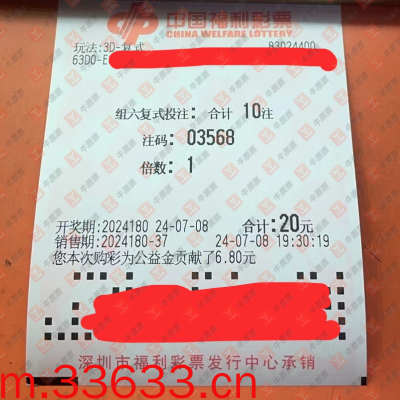 中国福利彩票
CHINA WELFARE LOTTERY
玩法:3D-复式
83D24400
63D0-E
组六复式投注: 合计 10注
注码: 03568
倍数: 1
开奖期:2024180 24-07-08 合计:20元
销售期:2024180-37 24-07-08 19:30:19
您本次购彩为公益金贡献了6.80元
深圳市福利彩票发行中心承销
m.33633.cn